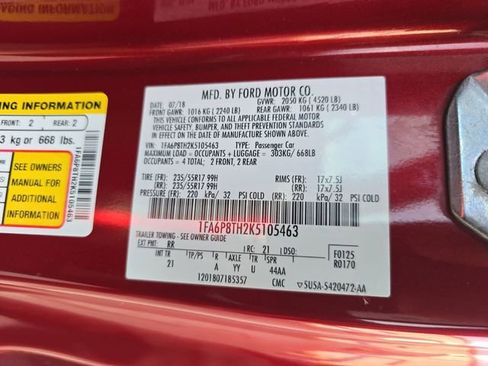 MFD. BY FORD MOTOR CO.
DATE: 07/18 GVWR: 2050 KG ( 4520 LB)
FRONT GAWR: 1016 KG ( 2240 LB) REAR GAWR: 1061 KG ( 2340 LB)
THIS VEHICLE CONFORMS TO ALL APPLICABLE FEDERAL MOTOR
VEHICLE SAFETY, BUMPER, AND THEFT PREVENTION STANDARDS
IN EFFECT ON THE DATE OF MANUFACTURE SHOWN ABOVE.
VIN: 1FA6P8TH2K5105463 TYPE: Passenger Car
MAXIMUM LOAD = OCCUPANTS + LUGGAGE = 303KG/ 668LB
OCCUPANTS = 4 TOTAL; 2 FRONT, 2 REAR
TIRE (FR): 235/55R17 99H RIMS (FR): 17x7.5J
TIRE (RR): 235/55R17 99H (RR): 17x7.5J
PRESSURE (FR): 220 kPa/ 32 PSI COLD (RR): 220 kPa/ 32 PSI COLD
1FA6P8TH2K5105463
TRAILER TOWING - SEE OWNER GUIDE
EXT PNT: RR RC: 21 DSO: F0125
INT TR TP/PS R AXLE TR SPR R0170
21 A YY U 44AA
1201807185357 CMC ▽SUSA-S420472-AA
ING INFORMATION
FRONT: 2 REAR: 2
3 kg or 668 lbs.
SEE OWNERS
MANUAL FOR
ADDITIONAL
INFORMATION
1FA6P8TH2K5105463